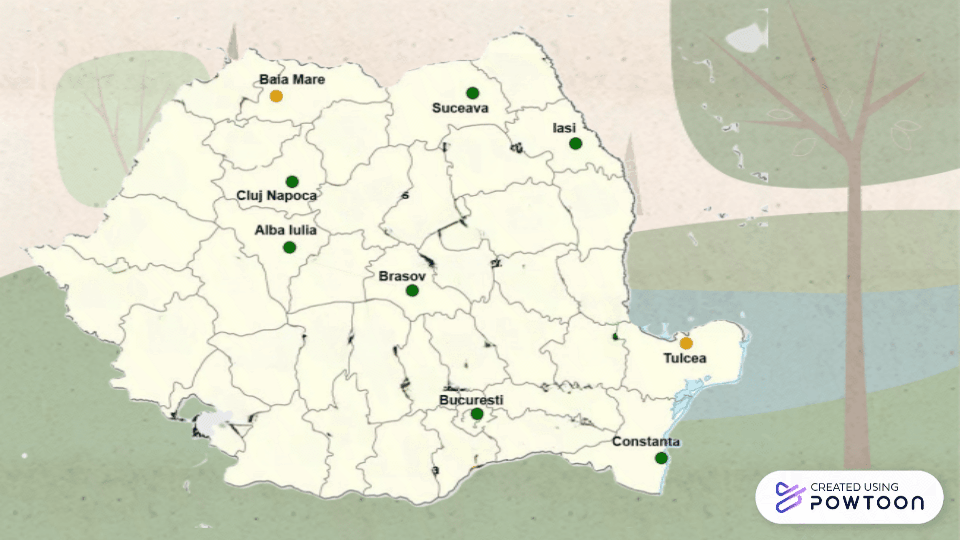 Baia Mare
Suceava
Iasi
Cluj Napoca
Alba Iulia
Brasov
Tulcea
Bucuresti
Constanta
CREATED USING
POWTOON